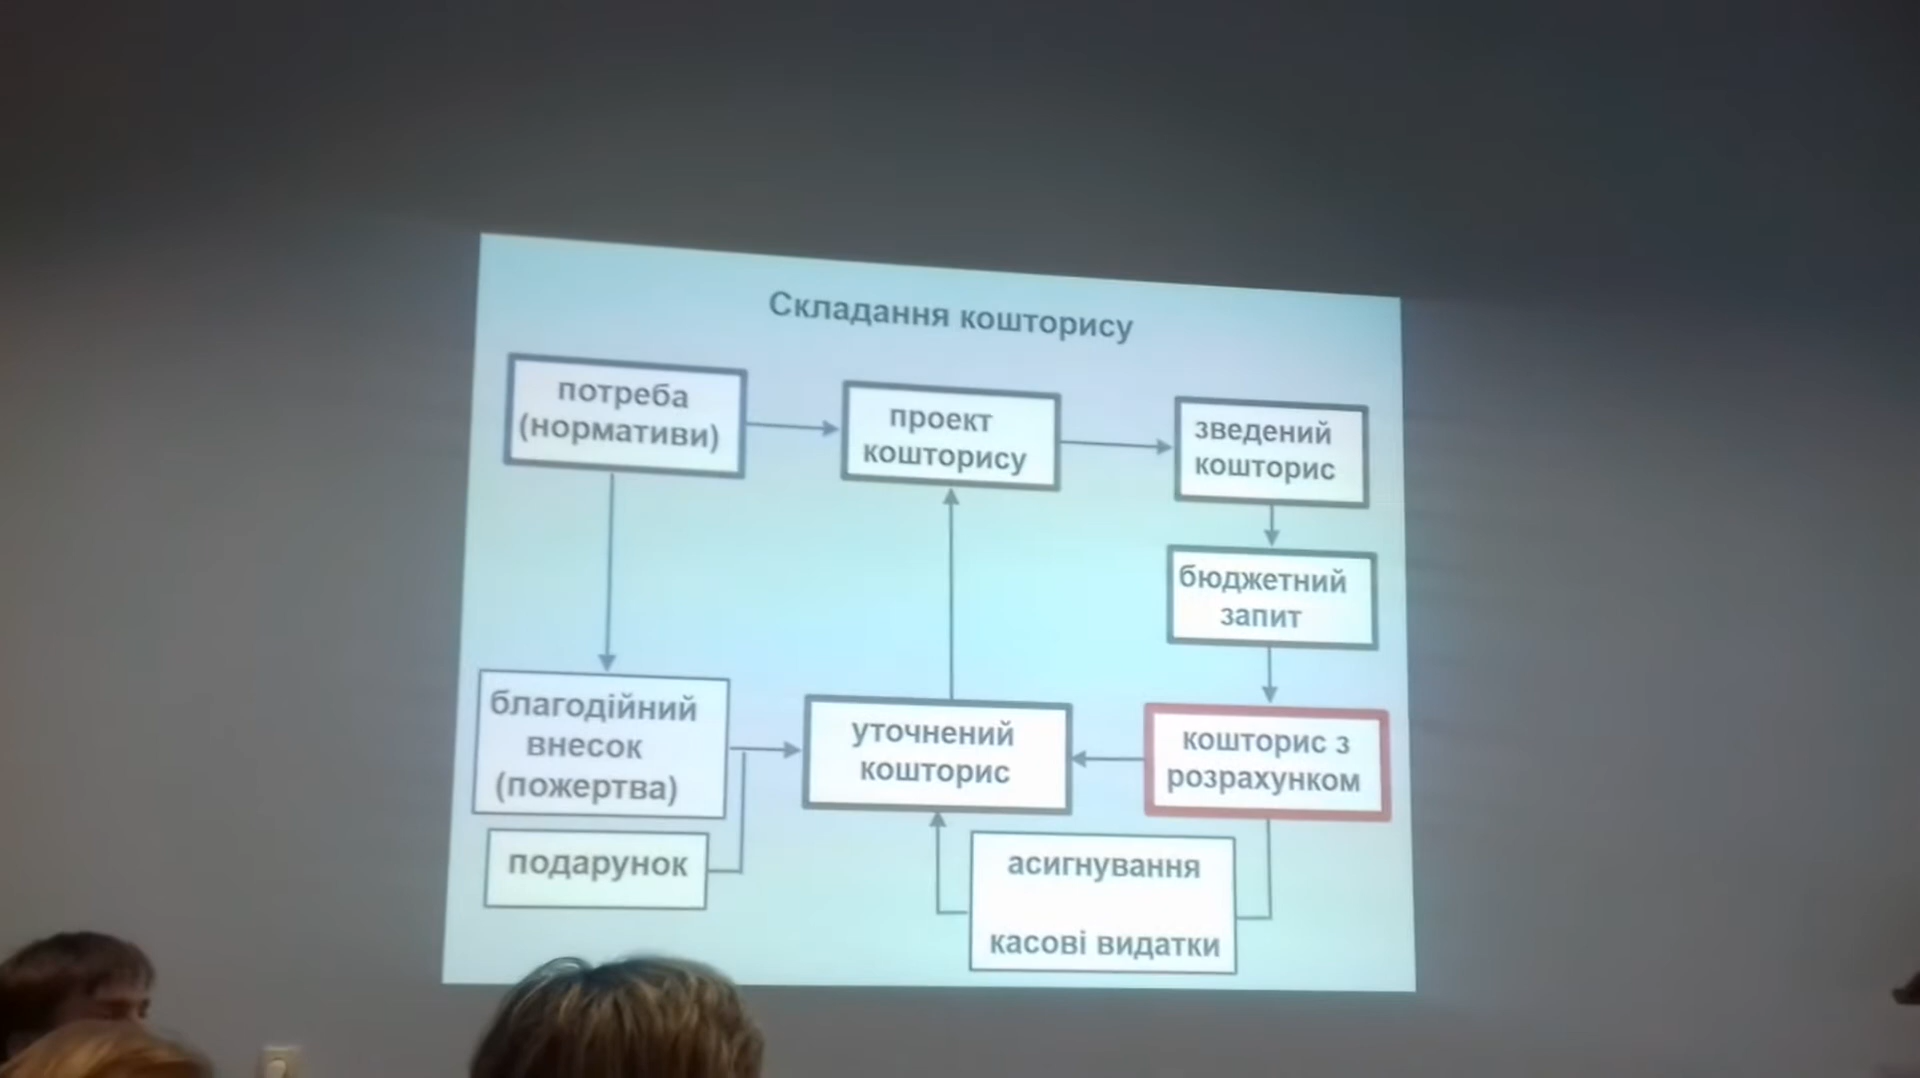 Складання кошторису
потреба
(нормативи)
проект
кошторису
зведений
кошторис
бюджетний
запит
благодійний
внесок
(пожертва)
уточнений
кошторис
кошторис з
розрахунком
подарунок
асигнування
касові видатки